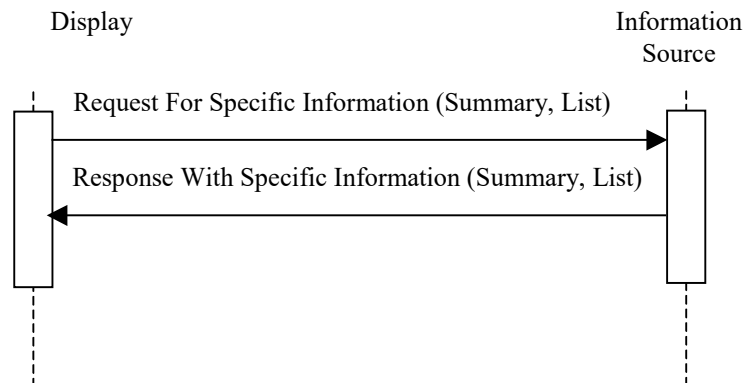 Display
Information
Source
Request For Specific Information (Summary, List)
Response With Specific Information (Summary, List)